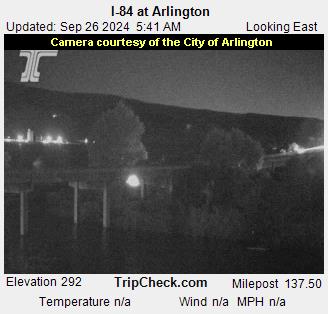 I-84 at Arlington
Updated: Sep 26 2024 5:41 AM Looking East
Camera courtesy of the City of Arlington
Elevation 292 TripCheck.com Milepost 137.50
Temperature n/a Wind n/a MPH n/a